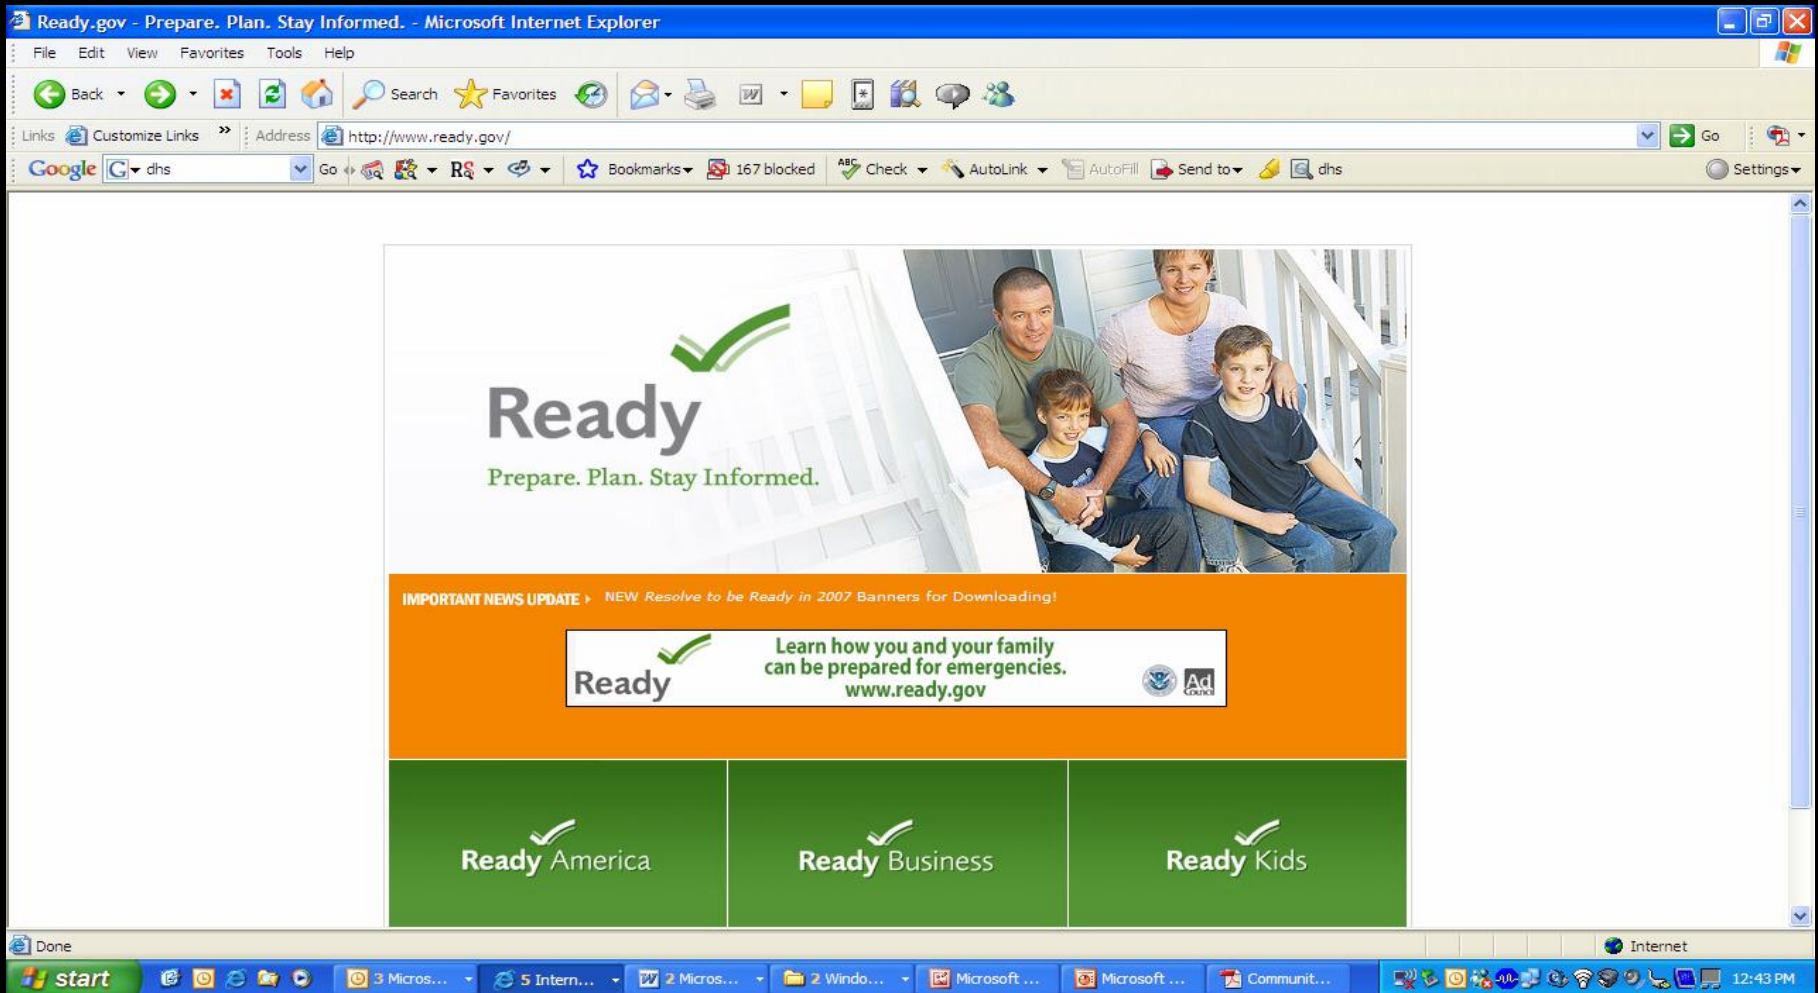 Ready.gov - Prepare. Plan. Stay Informed. - Microsoft Internet Explorer
File Edit View Favorites Tools Help
Back Search Favorites
Links Customize Links » Address http://www.ready.gov/ Go
Google G dhs Go RS Bookmarks 167 blocked ABC Check AutoLink AutoFill Send to dhs Settings
Ready
Prepare. Plan. Stay Informed.
IMPORTANT NEWS UPDATE NEW Resolve to be Ready in 2007 Banners for Downloading!
Ready
Learn how you and your family
can be prepared for emergencies.
www.ready.gov
Ad
Council
Ready America
Ready Business
Ready Kids
Done Internet
start 3 Micros... 5 Intern... 2 Micros... 2 Windo... Microsoft ... Microsoft ... Communit... 12:43 PM